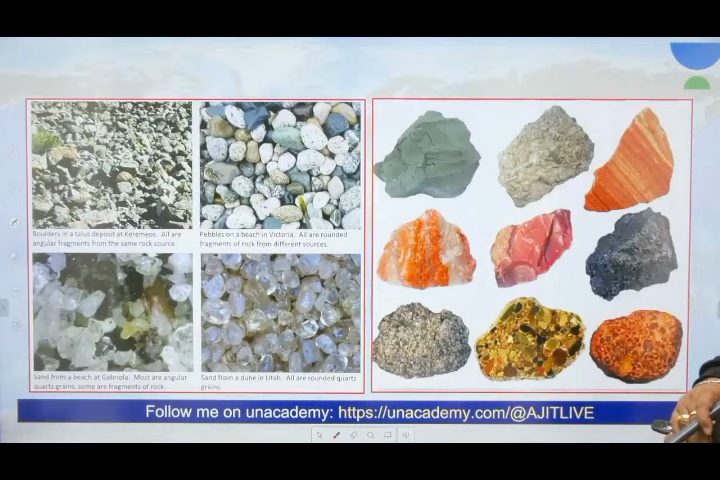 Boulders in a talus deposit at Keremeos. All are
angular fragments from the same rock source.
Pebbles on a beach in Victoria. All are rounded
fragments of rock from different sources.
Sand from a beach at Gabriola. Most are angular
quartz grains, some are fragments of rock.
Sand from a dune in Utah. All are rounded quartz
grains.
Follow me on unacademy: https://unacademy.com/@AJITLIVE